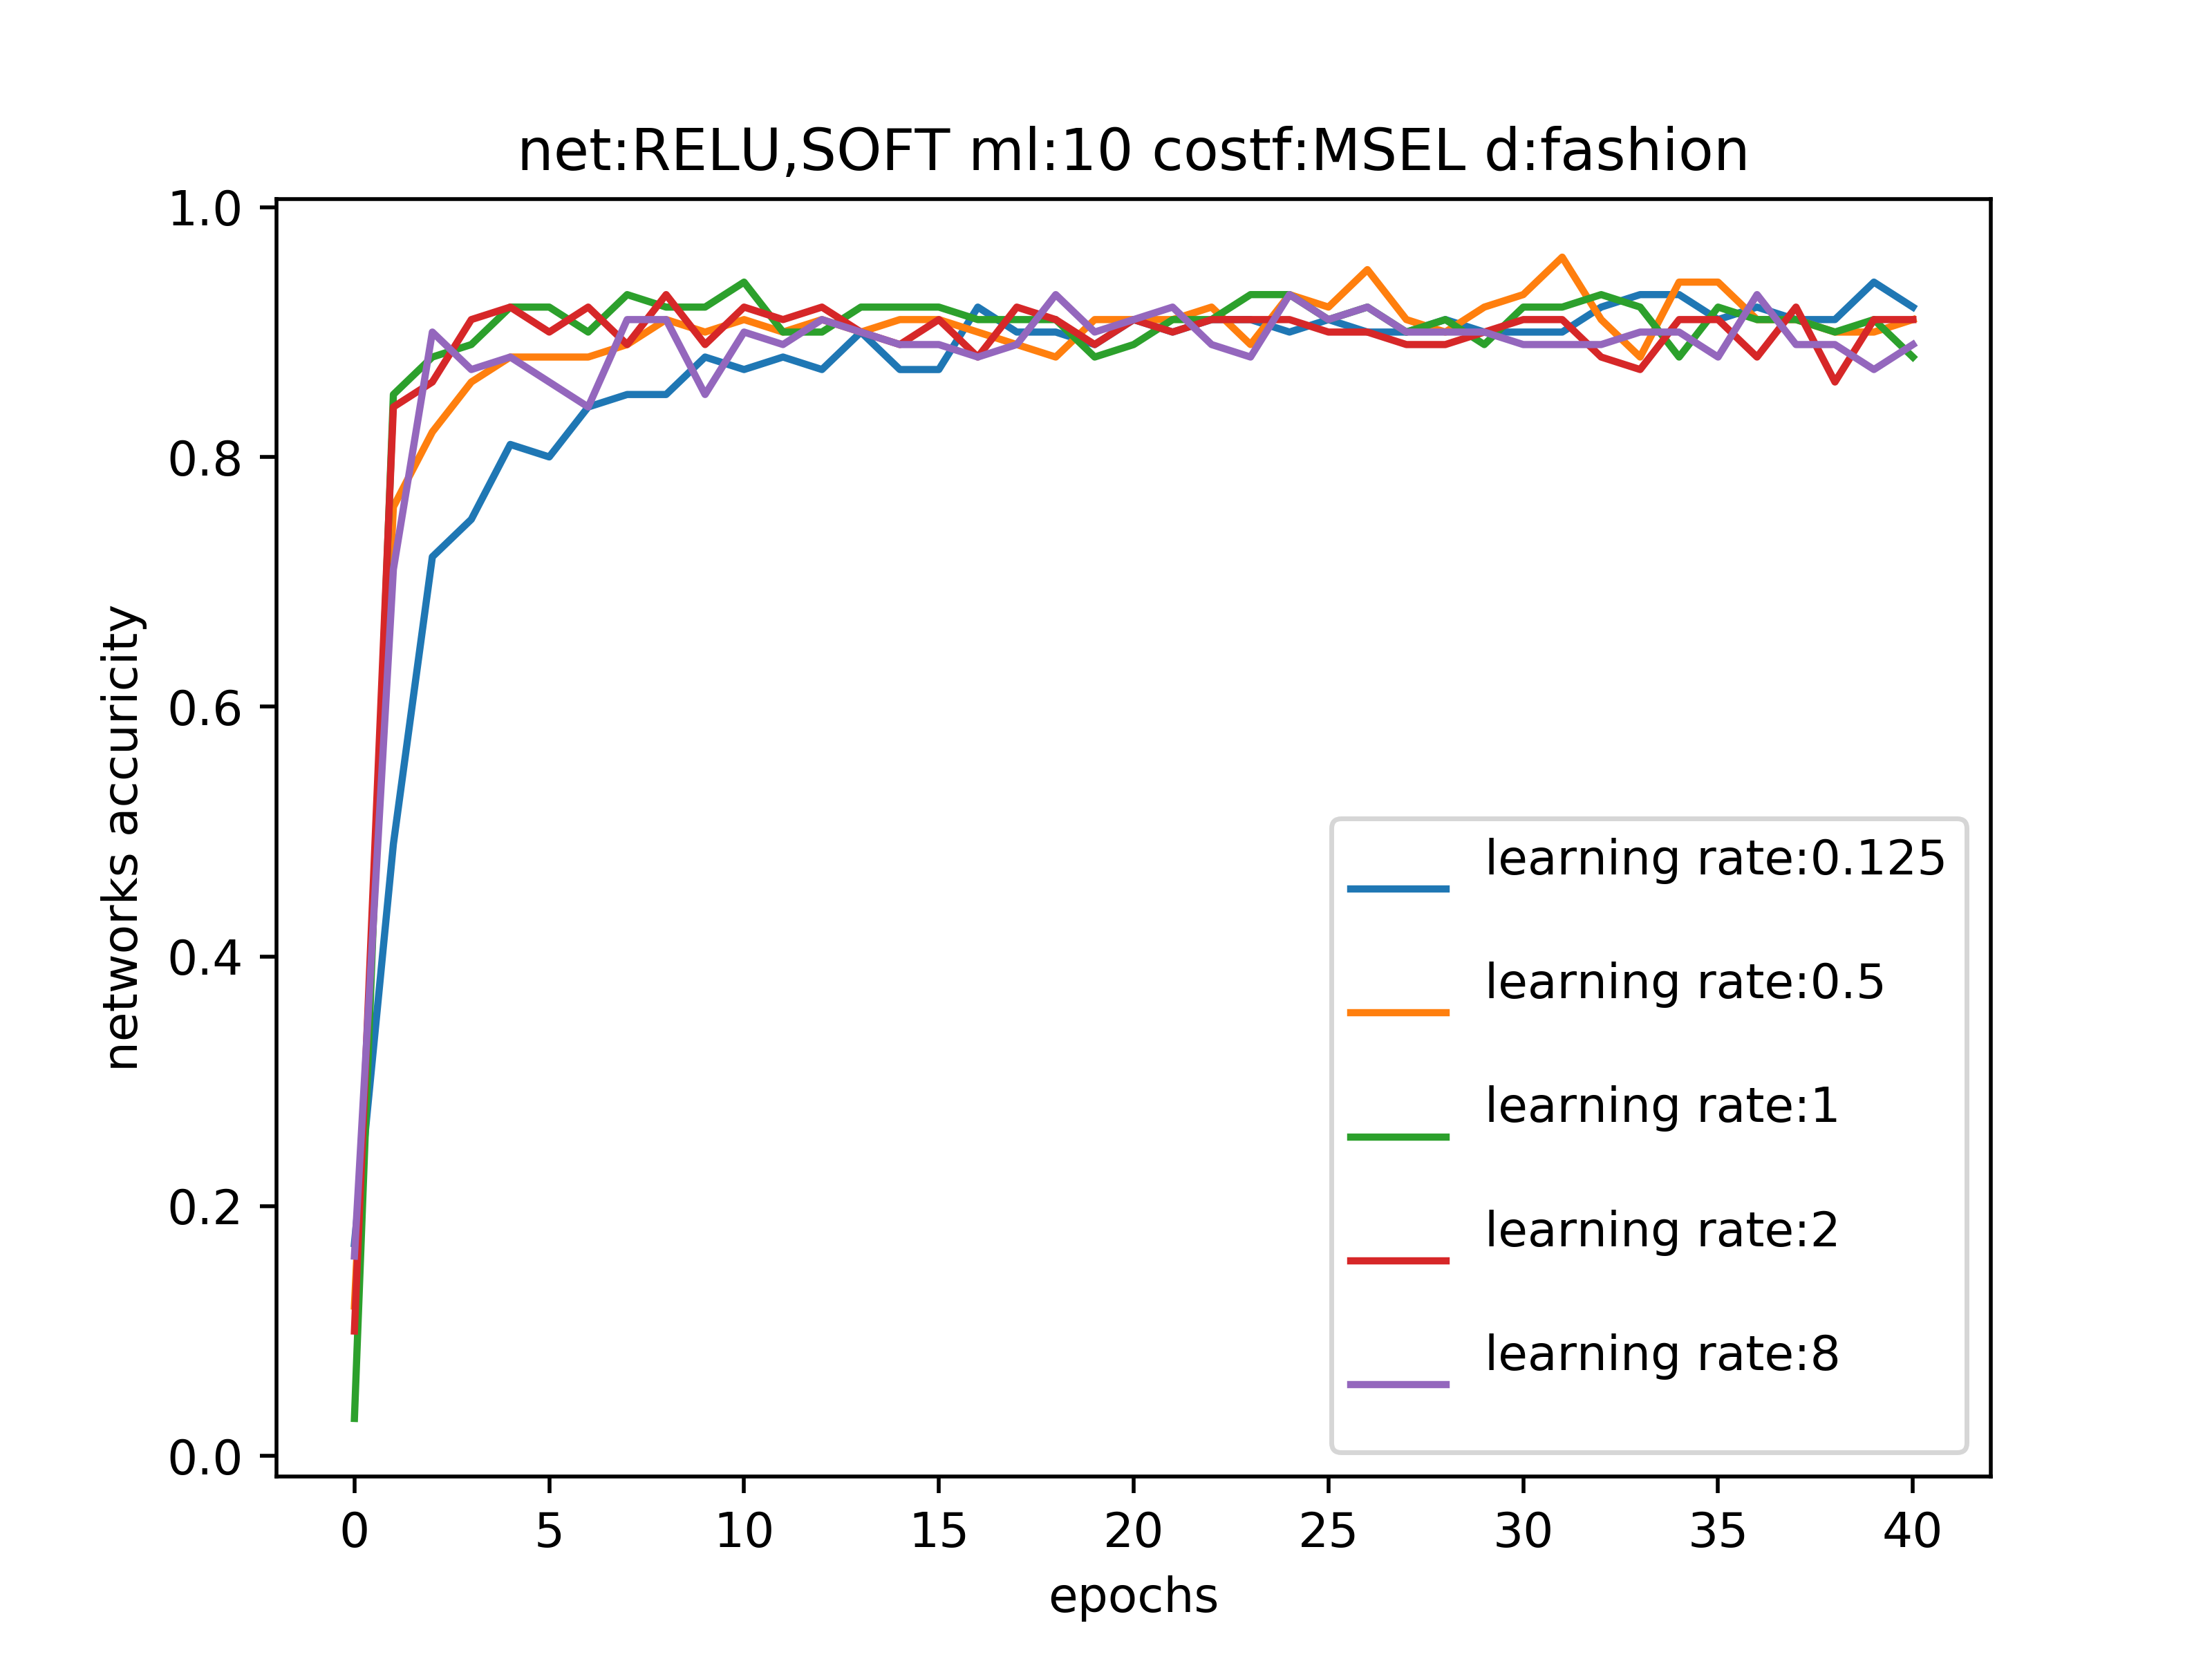 net:RELU,SOFT ml:10 costf:MSEL d:fashion
1.0
0.8
0.6
0.4
0.2
0.0
networks accuricity
learning rate:0.125
learning rate:0.5
learning rate:1
learning rate:2
learning rate:8
0 5 10 15 20 25 30 35 40
epochs